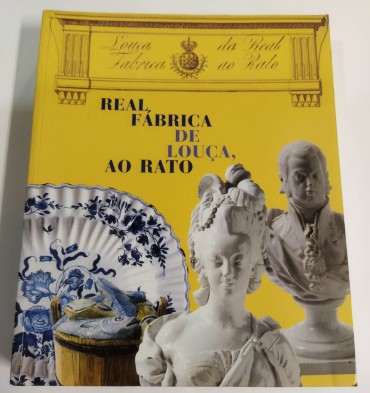 Louça da Real
Fabrica ao Rato
REAL
FÁBRICA
DE
LOUÇA,
AO RATO